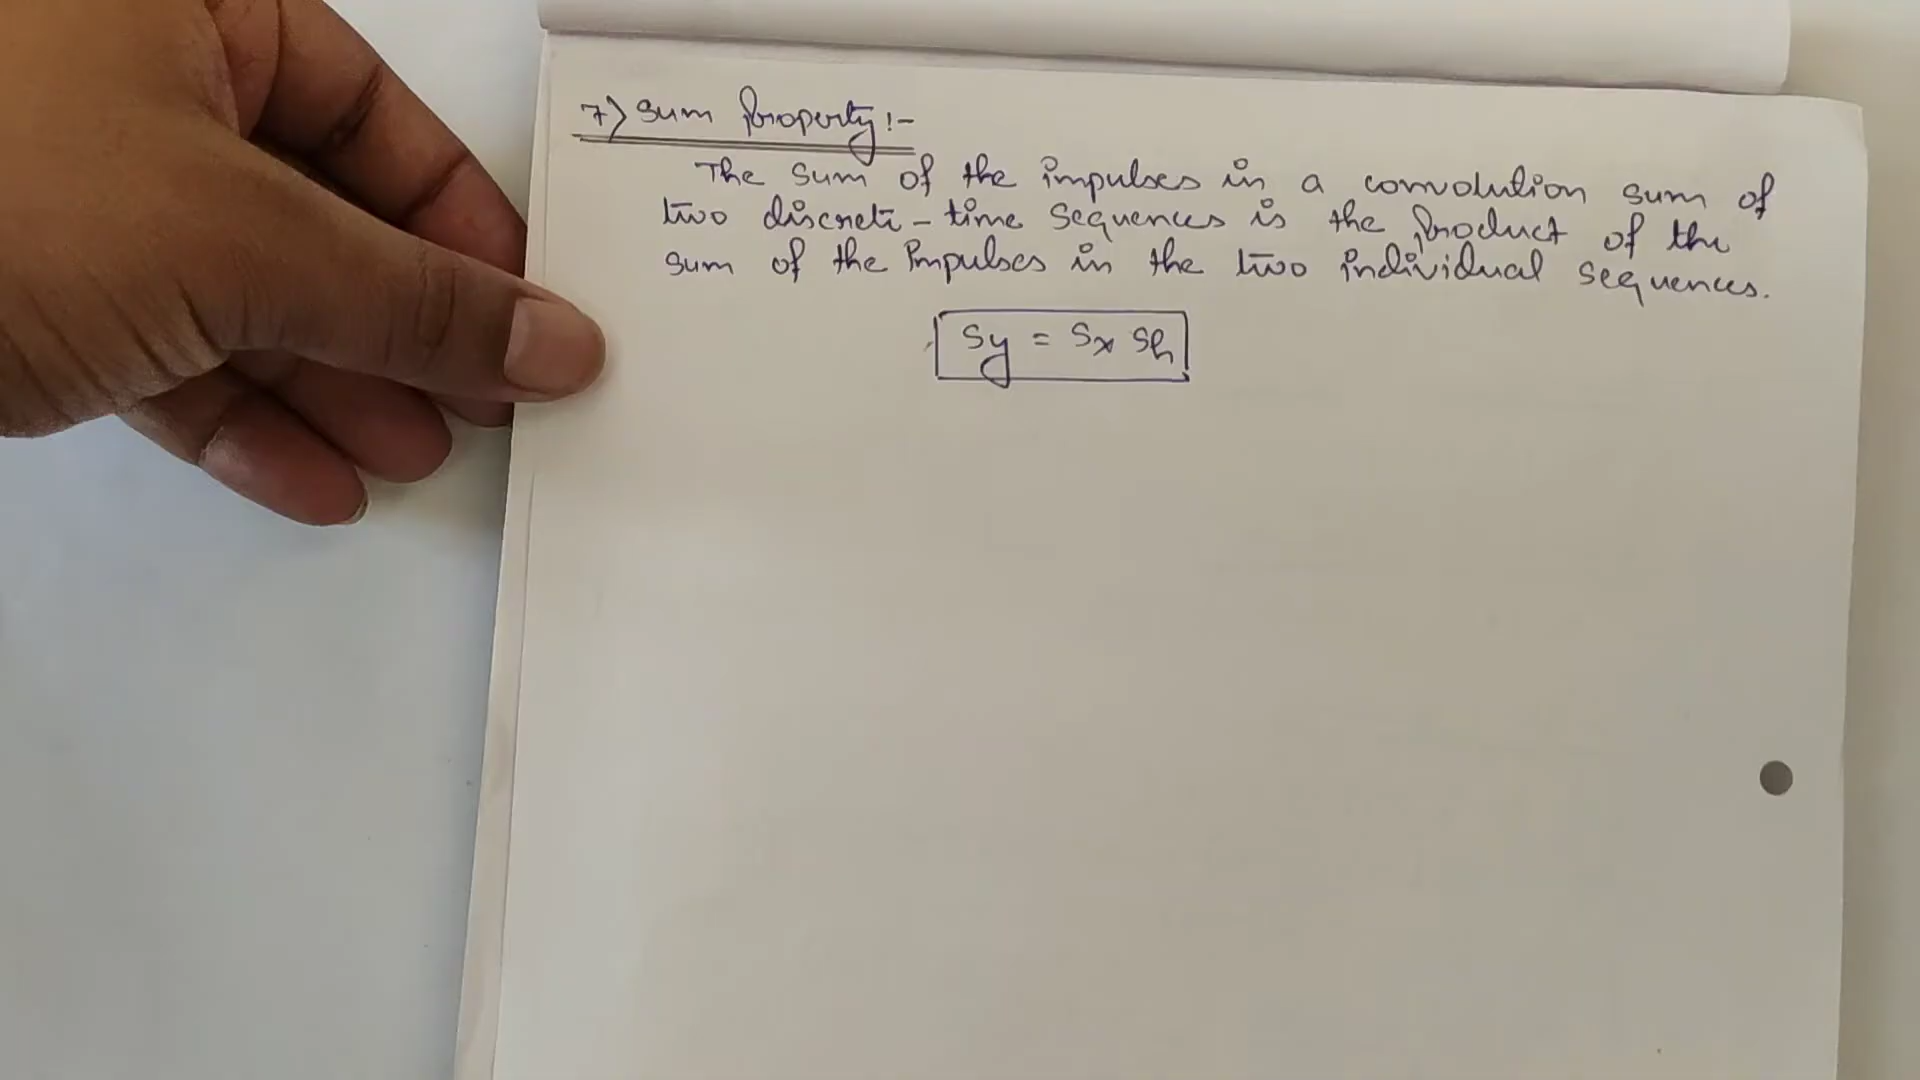 7) Sum Property:-
The sum of the impulses in a convolution sum of
two discrete-time sequences is the product of the
sum of the impulses in the two individual sequences.
Sy = Sx Sh